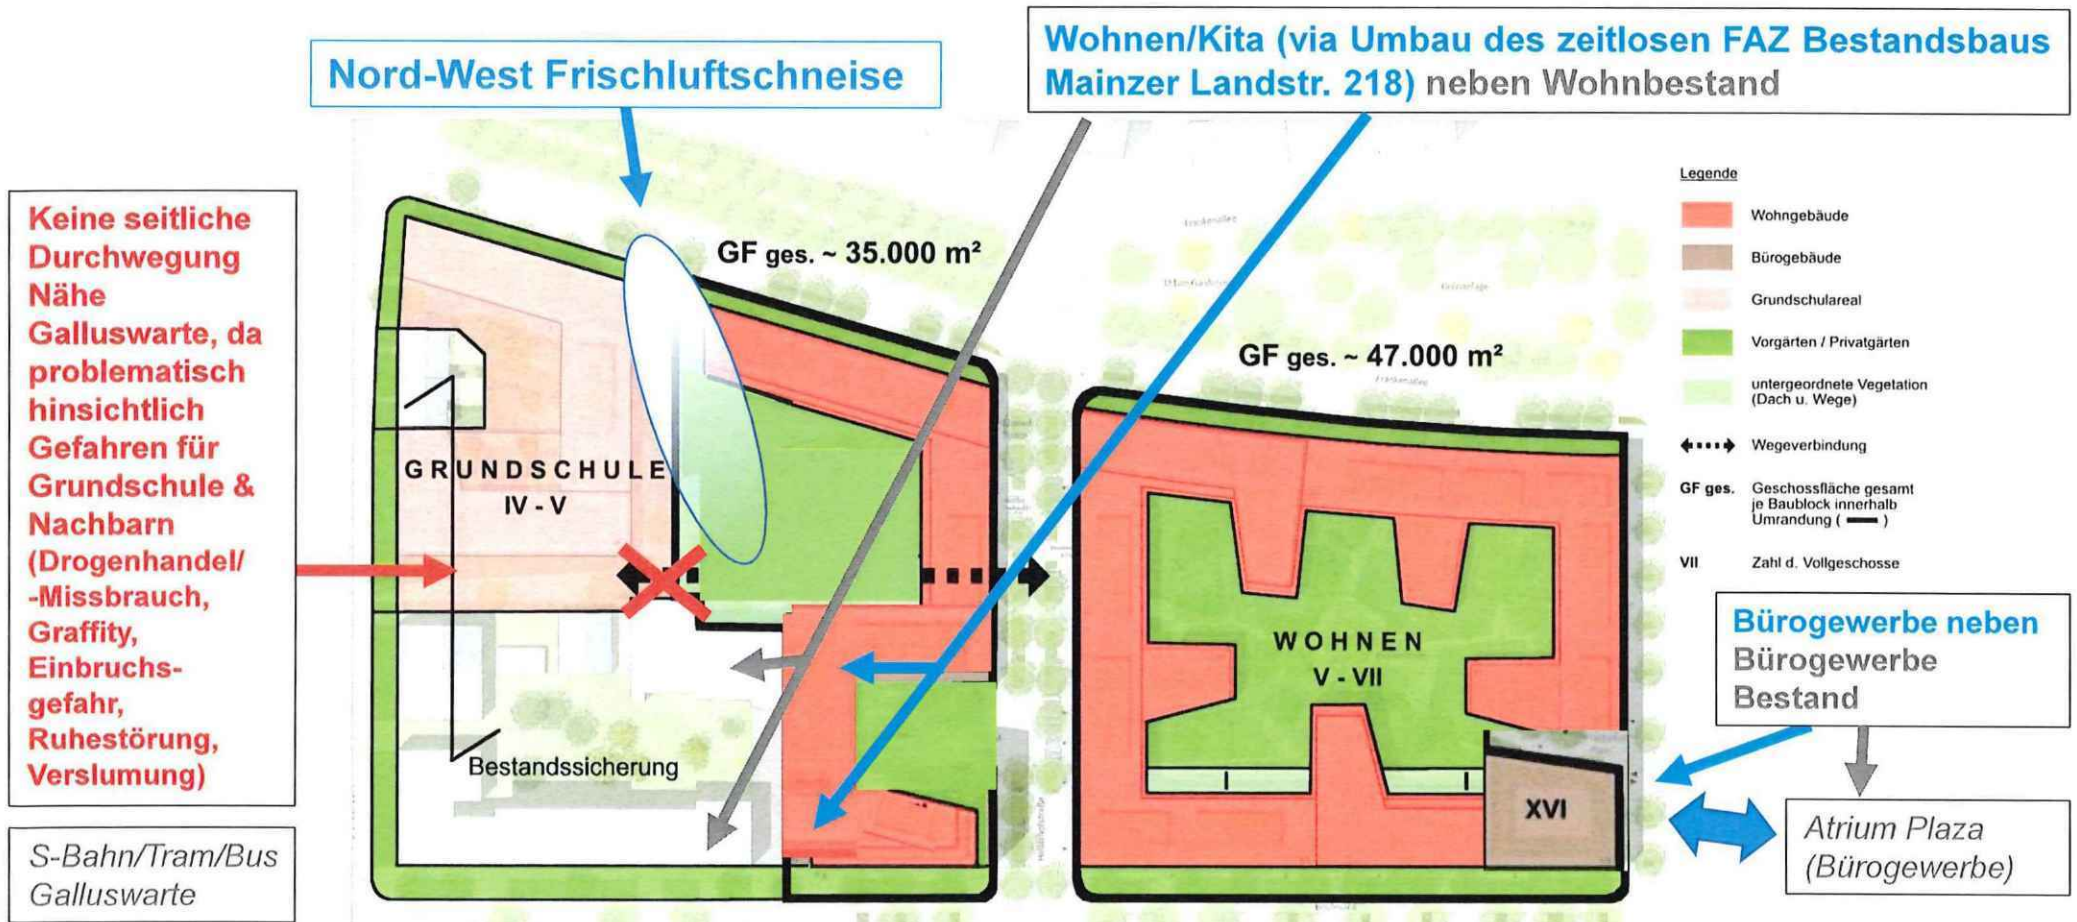 Nord-West Frischluftschneise
Wohnen/Kita (via Umbau des zeitlosen FAZ Bestandsbaus
Mainzer Landstr. 218) neben Wohnbestand
Keine seitliche
Durchwegung
Nähe
Galluswarte, da
problematisch
hinsichtlich
Gefahren für
Grundschule &
Nachbarn
(Drogenhandel/
-Missbrauch,
Graffity,
Einbruchs-
gefahr,
Ruhestörung,
Verslumung)
S-Bahn/Tram/Bus
Galluswarte
GF ges. ~ 35.000 m²
GRUNDSCHULE
IV - V
Bestandssicherung
Frankenallee
GF ges. ~ 47.000 m²
Frankenallee
WOHNEN
V - VII
XVI
Legende
Wohngebäude
Bürogebäude
Grundschulareal
Vorgärten / Privatgärten
untergeordnete Vegetation
(Dach u. Wege)
Wegeverbindung
GF ges. Geschossfläche gesamt
je Baublock innerhalb
Umrandung ( )
VII Zahl d. Vollgeschosse
Bürogewerbe neben
Bürogewerbe
Bestand
Atrium Plaza
(Bürogewerbe)